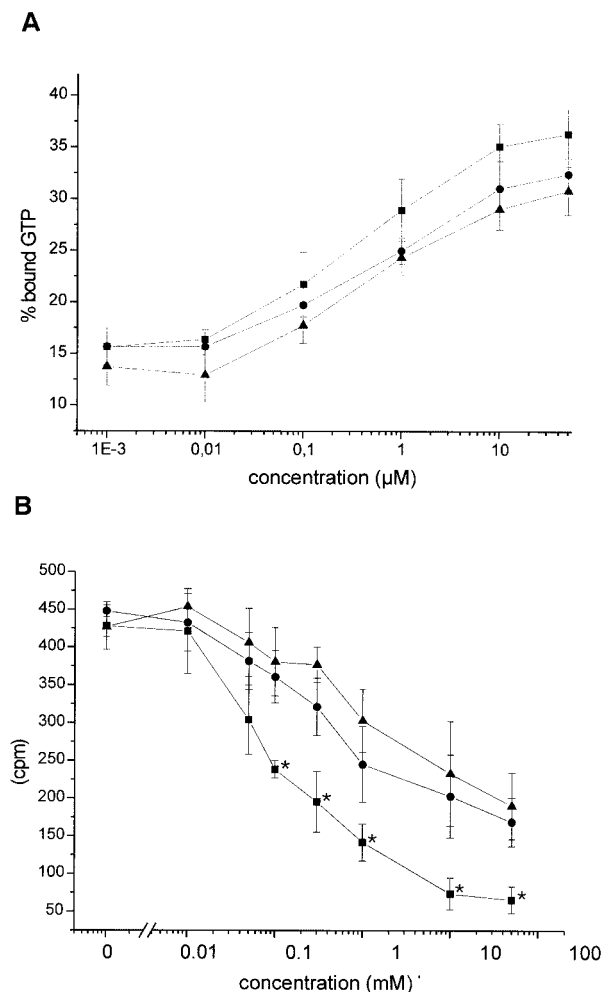 A
40
35
30
25
20
15
10
% bound GTP
1E-3 0,01 0,1 1 10
concentration (µM)
B
500
450
400
350
300
250
200
150
100
50
(cpm)
*
*
*
*
*
0 0.01 0.1 1 10 100
concentration (mM)